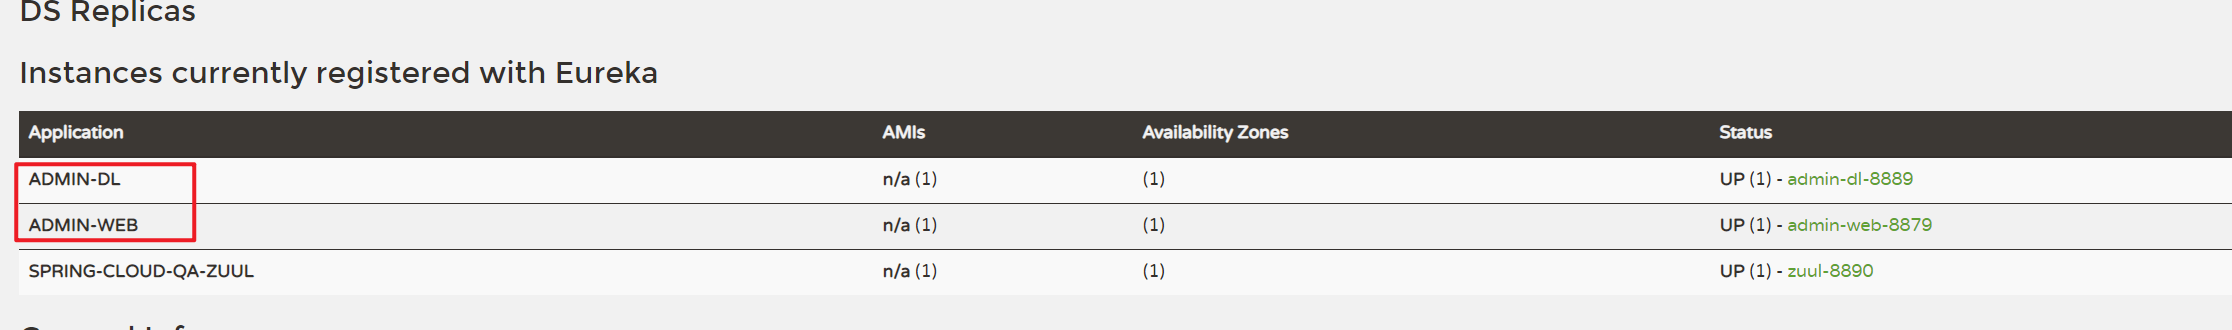 DS Replicas
Instances currently registered with Eureka
Application AMIs Availability Zones Status
ADMIN-DL n/a (1) (1) UP (1) - admin-dl-8889
ADMIN-WEB n/a (1) (1) UP (1) - admin-web-8879
SPRING-CLOUD-QA-ZUUL n/a (1) (1) UP (1) - zuul-8890